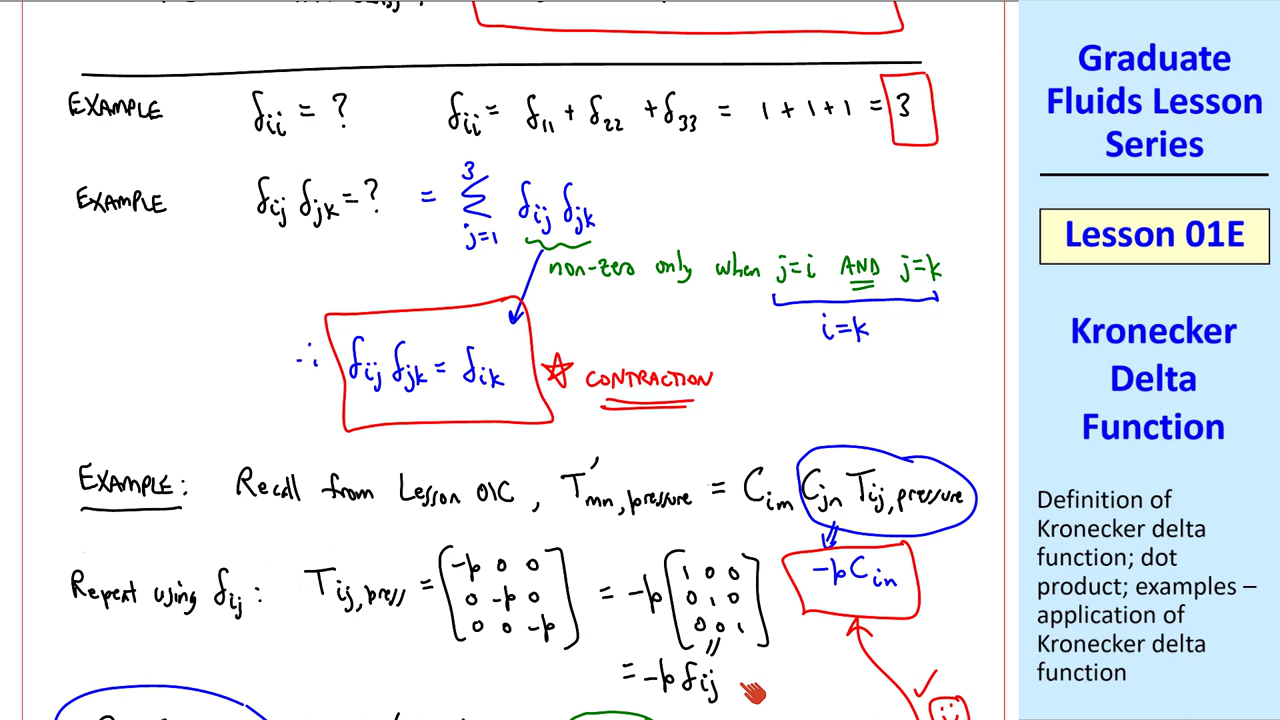 EXAMPLE δii = ? δii = δ11 + δ22 + δ33 = 1 + 1 + 1 = 3
EXAMPLE δij δjk = ? = 3 Σ j=1 δij δjk
non-zero only when j=i AND j=k
i=k
∴ δij δjk = δik ☆ CONTRACTION
EXAMPLE: Recall from Lesson 01C, T'mn,pressure = Cim Cjn Tij,pressure
-pCin
Repeat using δij: Tij,press = (-p 0 0 = -p (1 0 0
0 -p 0 0 1 0
0 0 -p) 0 0 1)
= -p δij
Graduate
Fluids Lesson
Series
Lesson 01E
Kronecker
Delta
Function
Definition of
Kronecker delta
function; dot
product; examples –
application of
Kronecker delta
function